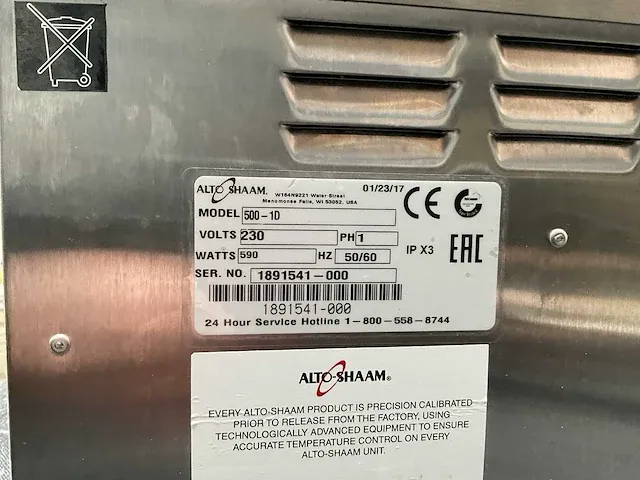 ALTO-SHAAM.
W164N9221 Water Street
Menomonee Falls, WI 53052, USA
01/23/17
CE
MODEL 500-1D
VOLTS 230 PH 1
WATTS 590 HZ 50/60
IP X3
EAC
SER. NO. 1891541-000
1891541-000
24 Hour Service Hotline 1-800-558-8744
ALTO-SHAAM®
EVERY ALTO-SHAAM PRODUCT IS PRECISION CALIBRATED
PRIOR TO RELEASE FROM THE FACTORY, USING
TECHNOLOGICALLY ADVANCED EQUIPMENT TO ENSURE
ACCURATE TEMPERATURE CONTROL ON EVERY
ALTO-SHAAM UNIT.